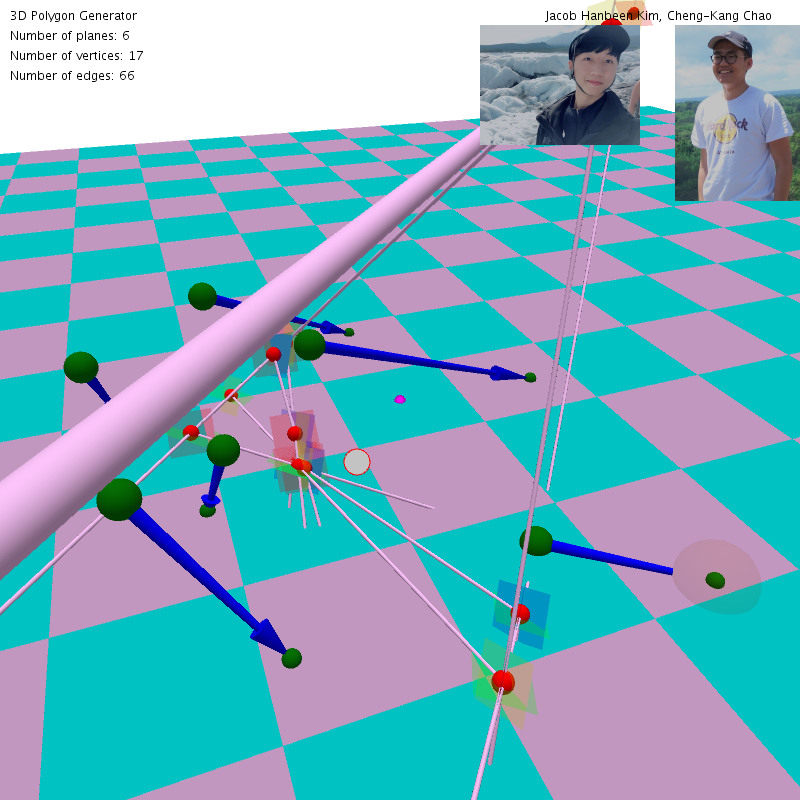 3D Polygon Generator
Jacob Hanbeen Kim, Cheng-Kang Chao
Number of planes: 6
Number of vertices: 17
Number of edges: 66